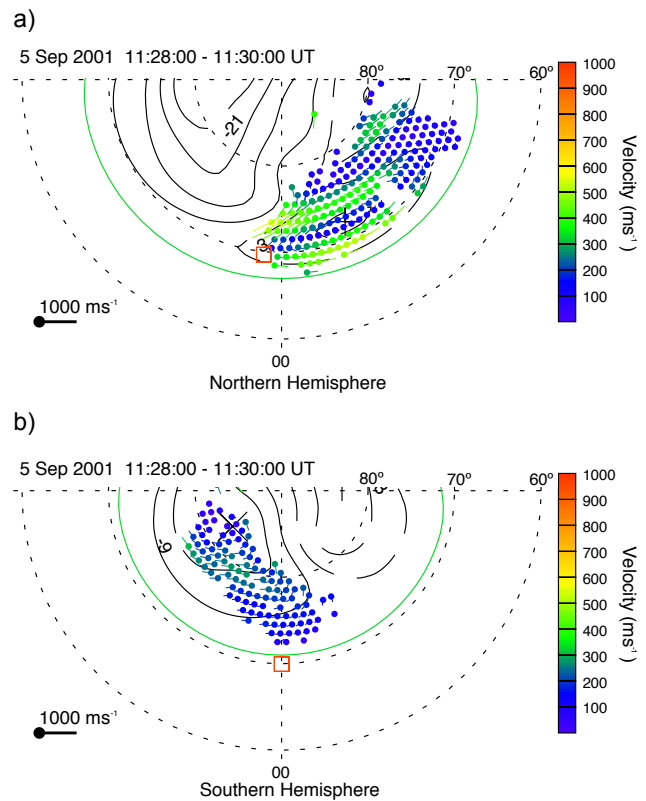 a)
5 Sep 2001 11:28:00 - 11:30:00 UT
80º 70º 60º
-21
1000
900
800
700
600
500
400
300
200
100
Velocity (ms⁻¹)
1000 ms⁻¹
00
Northern Hemisphere
b)
5 Sep 2001 11:28:00 - 11:30:00 UT
80º 70º 60º
-9
1000
900
800
700
600
500
400
300
200
100
Velocity (ms⁻¹)
1000 ms⁻¹
00
Southern Hemisphere